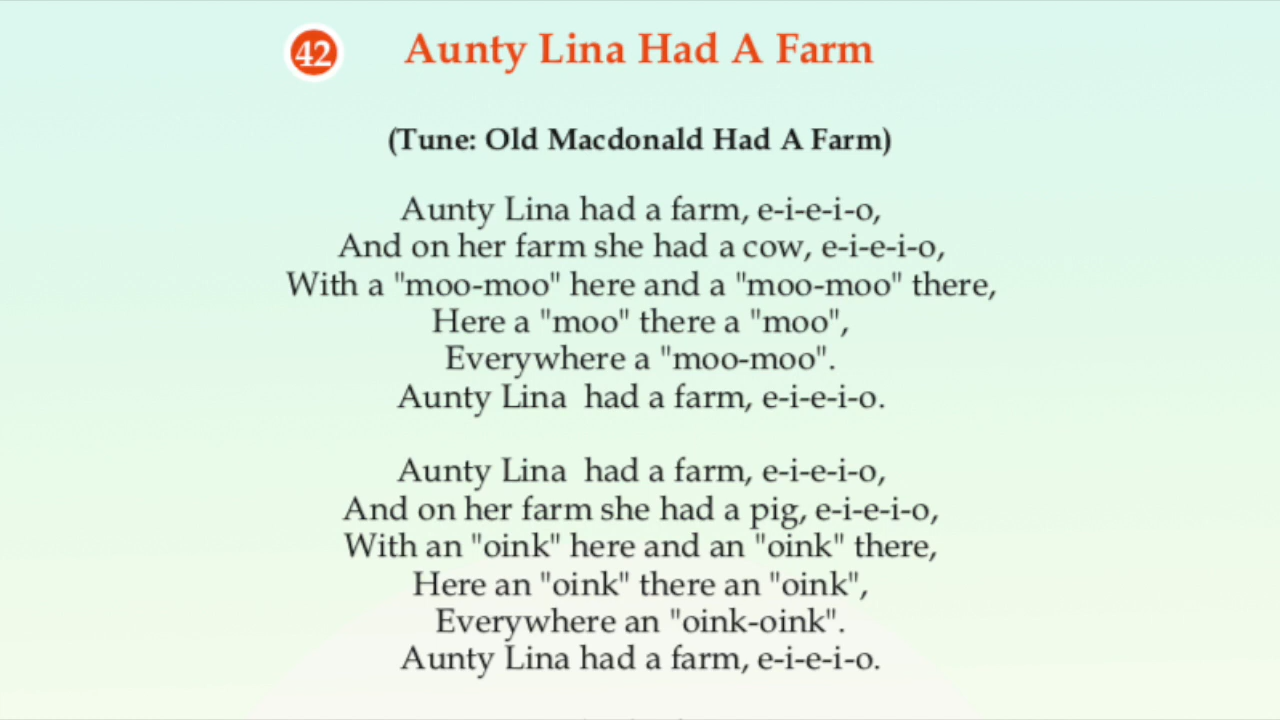 42 Aunty Lina Had A Farm
(Tune: Old Macdonald Had A Farm)
Aunty Lina had a farm, e-i-e-i-o,
And on her farm she had a cow, e-i-e-i-o,
With a "moo-moo" here and a "moo-moo" there,
Here a "moo" there a "moo",
Everywhere a "moo-moo".
Aunty Lina  had a farm, e-i-e-i-o.
Aunty Lina  had a farm, e-i-e-i-o,
And on her farm she had a pig, e-i-e-i-o,
With an "oink" here and an "oink" there,
Here an "oink" there an "oink",
Everywhere an "oink-oink".
Aunty Lina had a farm, e-i-e-i-o.